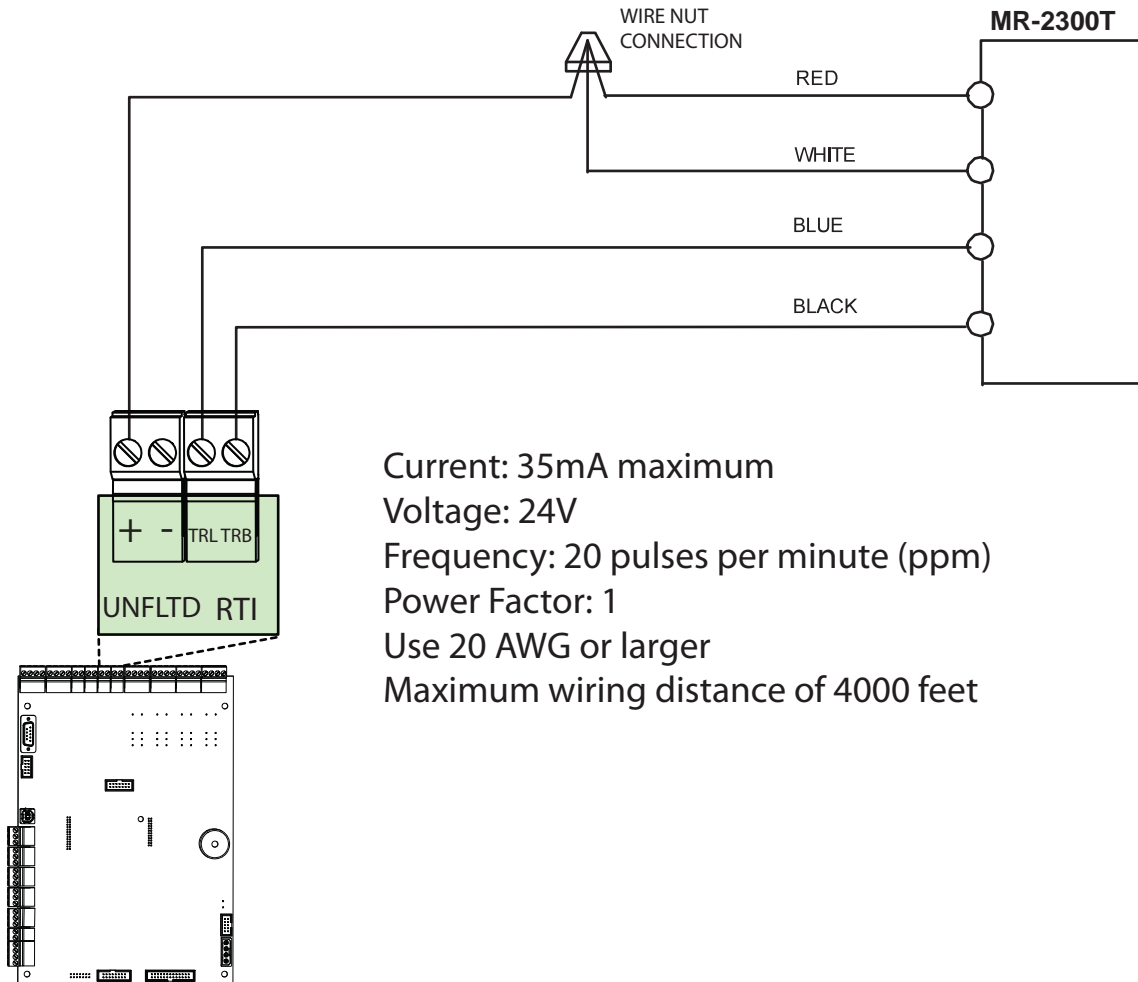 WIRE NUT
CONNECTION
MR-2300T
RED
WHITE
BLUE
BLACK
+ - TRL TRB
UNFLTD RTI
Current: 35mA maximum
Voltage: 24V
Frequency: 20 pulses per minute (ppm)
Power Factor: 1
Use 20 AWG or larger
Maximum wiring distance of 4000 feet